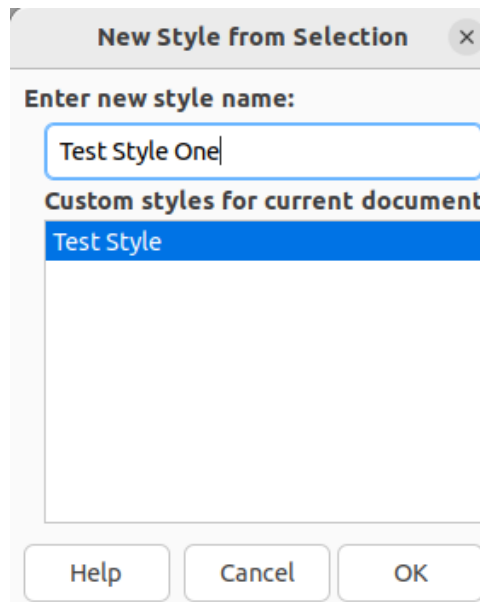 New Style from Selection
Enter new style name:
Test Style One
Custom styles for current document
Test Style
Help
Cancel
OK